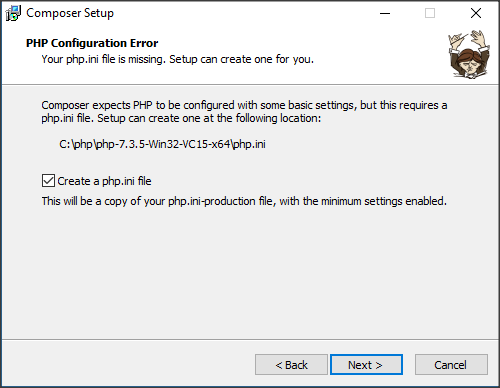 Composer Setup
PHP Configuration Error
Your php.ini file is missing. Setup can create one for you.
Composer expects PHP to be configured with some basic settings, but this requires a
php.ini file. Setup can create one at the following location:
C:\php\php-7.3.5-Win32-VC15-x64\php.ini
Create a php.ini file
This will be a copy of your php.ini-production file, with the minimum settings enabled.
< Back Next > Cancel